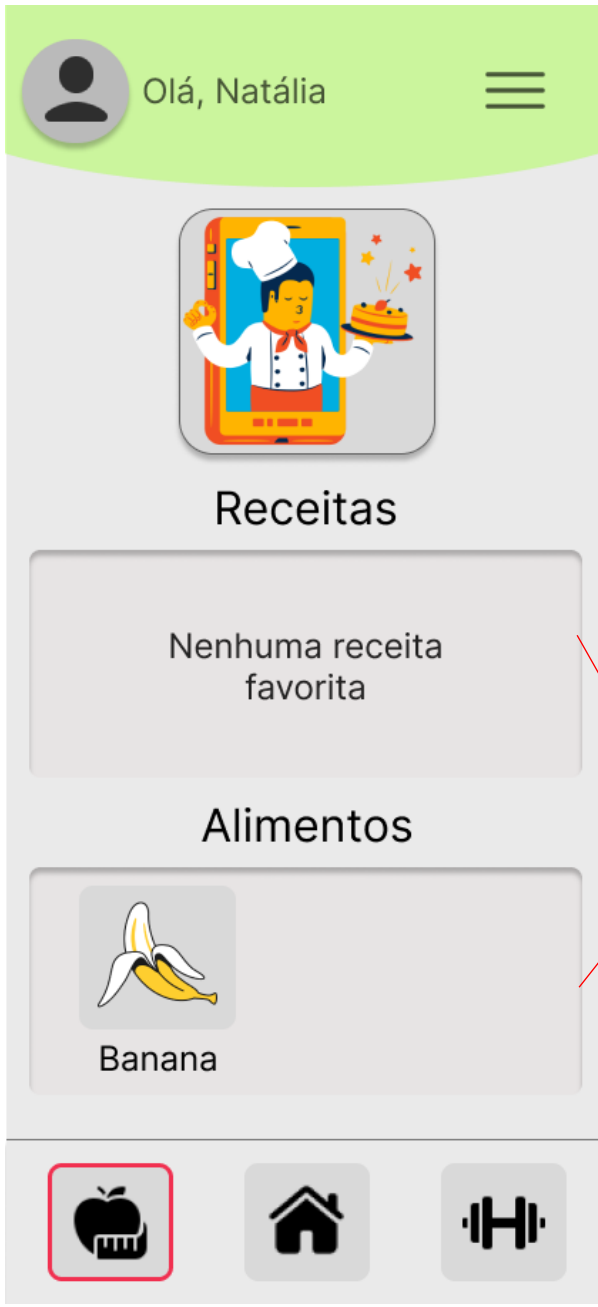 Olá, Natália
Receitas
Nenhuma receita
favorita
Alimentos
Banana